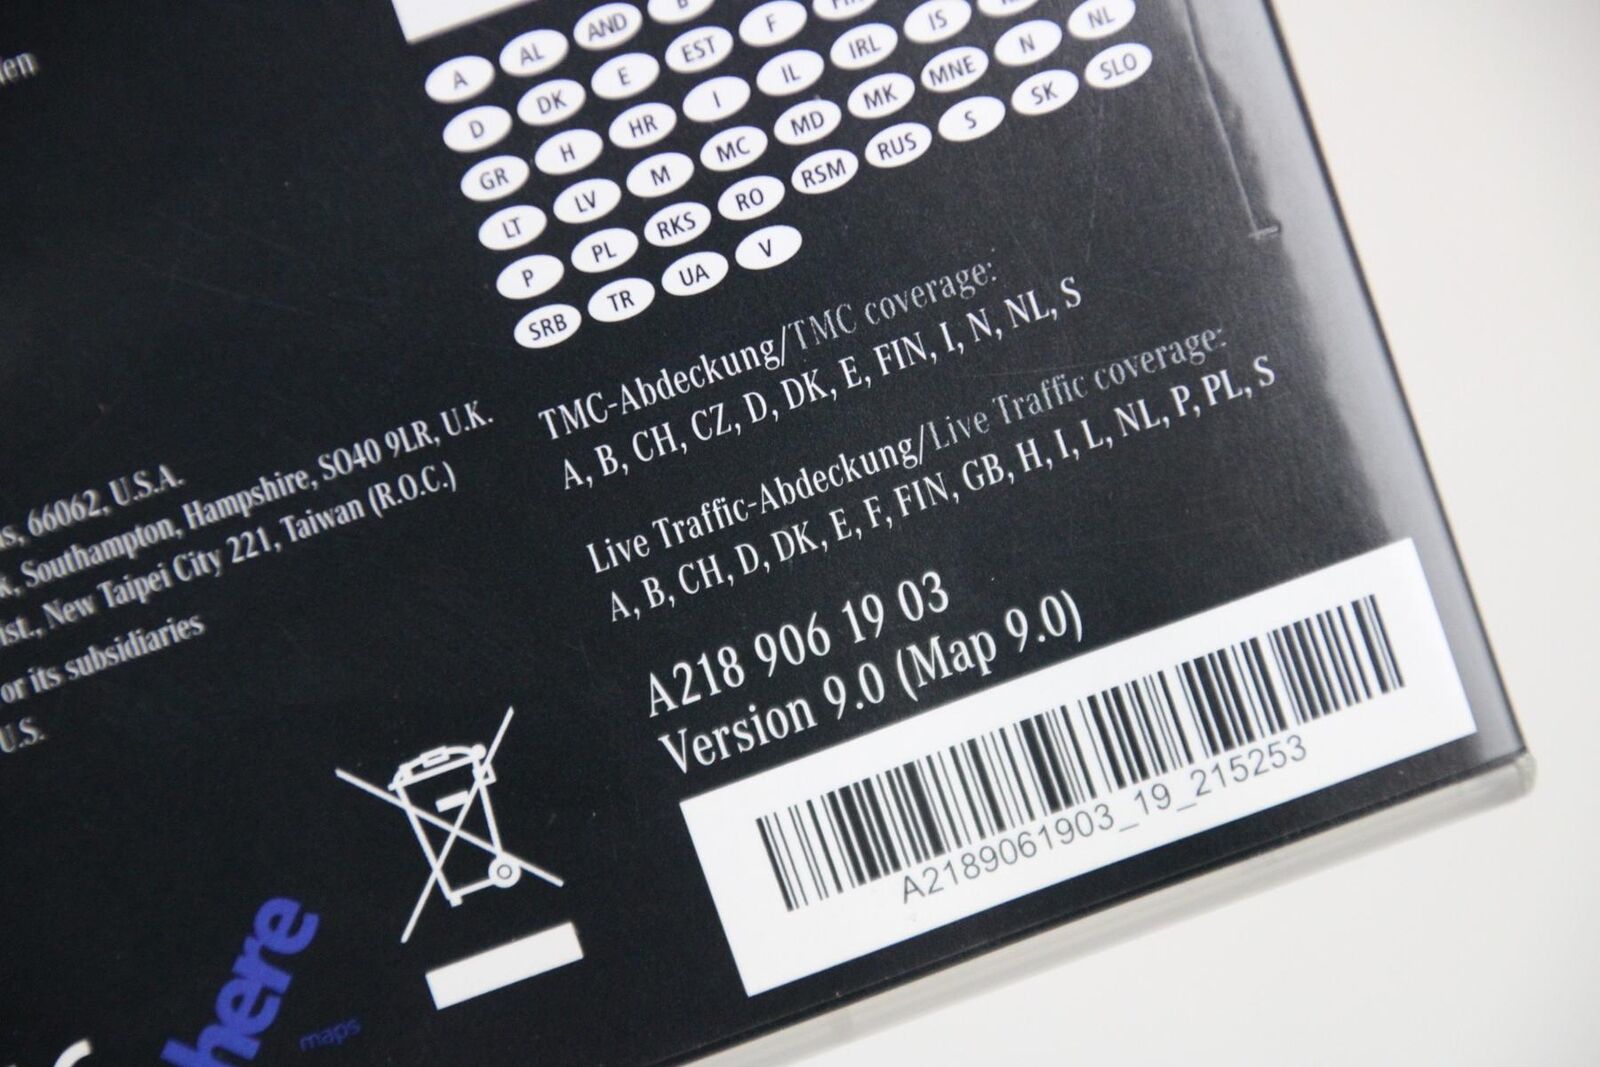 A AL AND
D DK E EST F
GR H HR I IL IRL IS
LT LV M MC MD MK MNE N NL
P PL RKS RO RSM RUS S SK SLO
SRB TR UA V
TMC-Abdeckung/TMC coverage:
A, B, CH, CZ, D, DK, E, FIN, I, N, NL, S
Live Traffic-Abdeckung/Live Traffic coverage:
A, B, CH, D, DK, E, F, FIN, GB, H, I, L, NL, P, PL, S
A218 906 19 03
Version 9.0 (Map 9.0)
A2189061903_19_215253
66062, U.S.A.
Southampton, Hampshire, SO40 9LR, U.K.
New Taipei City 221, Taiwan (R.O.C.)
or its subsidiaries
U.S.
here
maps